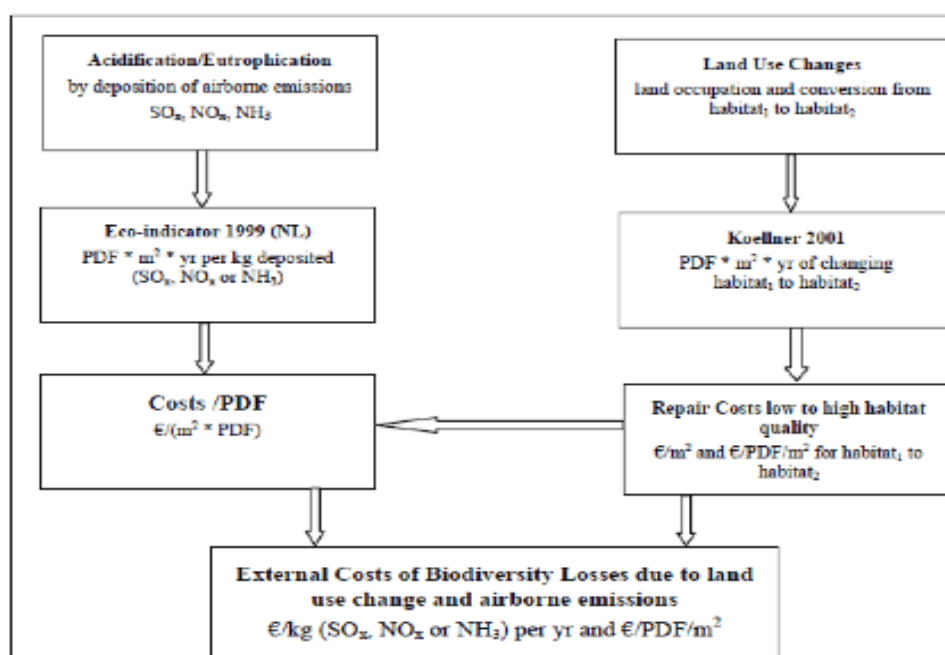 Acidification/Eutrophication
by deposition of airborne emissions
SOₓ, NOₓ, NH₃
Land Use Changes
land occupation and conversion from
habitat₁ to habitat₂
Eco-indicator 1999 (NL)
PDF * m² * yr per kg deposited
(SOₓ, NOₓ or NH₃)
Koellner 2001
PDF * m² * yr of changing
habitat₁ to habitat₂
Costs /PDF
€/(m² * PDF)
Repair Costs low to high habitat
quality
€/m² and €/PDF/m² for habitat₁ to
habitat₂
External Costs of Biodiversity Losses due to land
use change and airborne emissions
€/kg (SOₓ, NOₓ or NH₃) per yr and €/PDF/m²